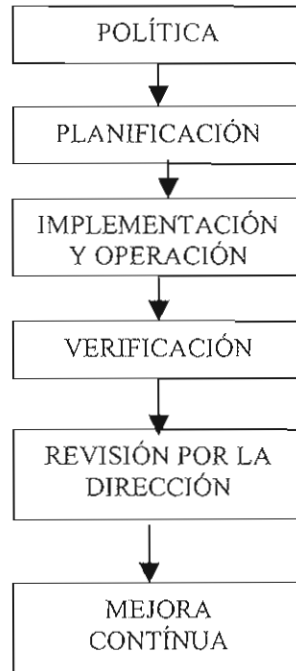 POLÍTICA
PLANIFICACIÓN
IMPLEMENTACIÓN
Y OPERACIÓN
VERIFICACIÓN
REVISIÓN POR LA
DIRECCIÓN
MEJORA
CONTÍNUA